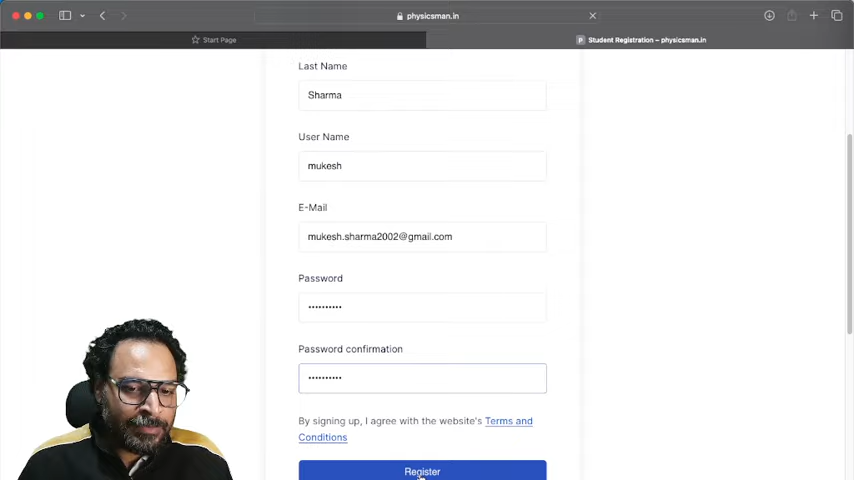 physicsman.in
Start Page
p Student Registration – physicsman.in
Last Name
Sharma
User Name
mukesh
E-Mail
mukesh.sharma2002@gmail.com
Password
••••••••••
Password confirmation
••••••••••
By signing up, I agree with the website's Terms and
Conditions
Register